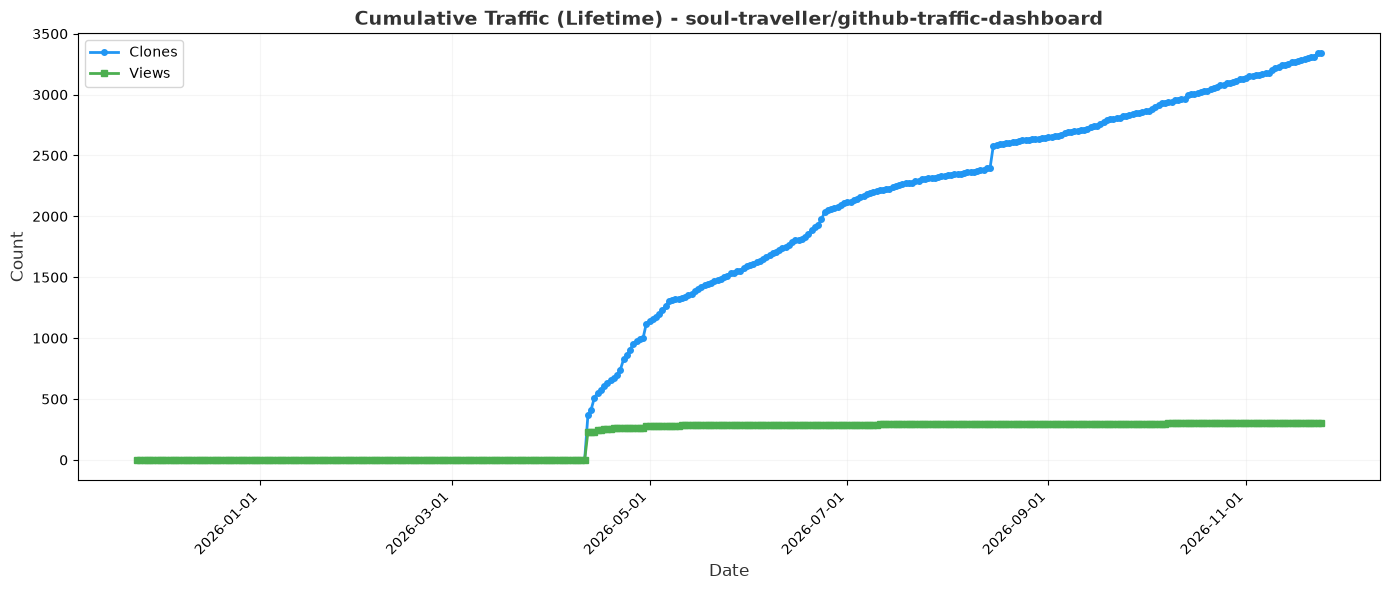 Cumulative Traffic (Lifetime) - soul-traveller/github-traffic-dashboard
Clones
Views
Count
3500
3000
2500
2000
1500
1000
500
0
2026-01-01
2026-03-01
2026-05-01
2026-07-01
2026-09-01
2026-11-01
Date